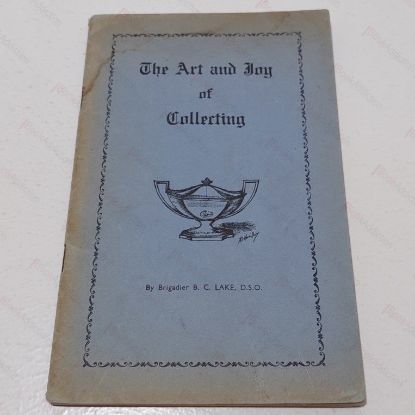 The Art and Joy
of
Collecting
By Brigadier B. C. LAKE, D.S.O.